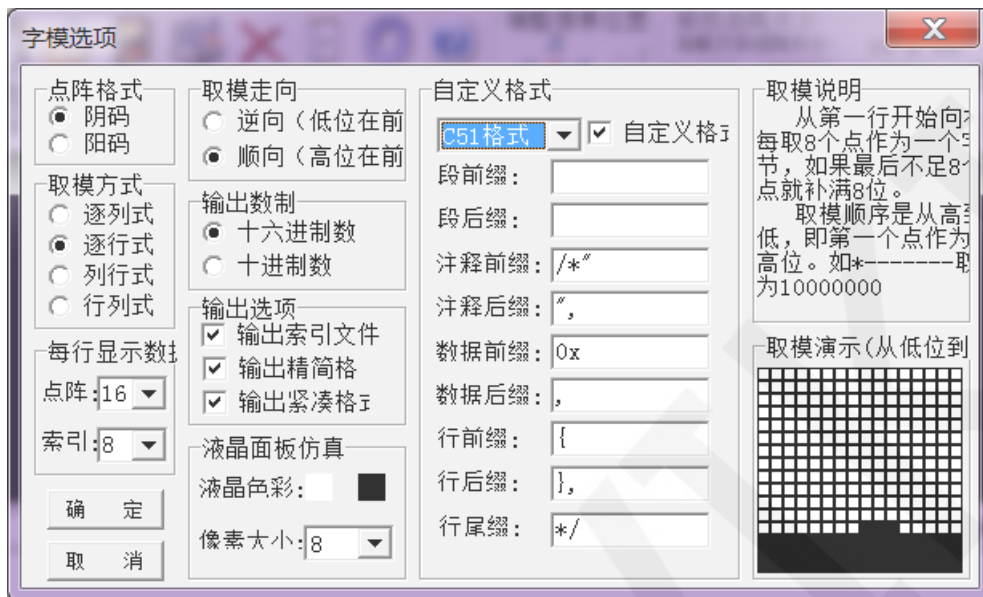 字模选项
点阵格式
阴码
阳码
取模方式
逐列式
逐行式
列行式
行列式
每行显示数据
点阵:16
索引:8
确 定
取 消
取模走向
逆向（低位在前
顺向（高位在前
输出数制
十六进制数
十进制数
输出选项
输出索引文件
输出精简格
输出紧凑格式
液晶面板仿真
液晶色彩:
像素大小:8
自定义格式
C51格式
自定义格式
段前缀:
段后缀:
注释前缀: /*"
注释后缀: ",
数据前缀: 0x
数据后缀: ,
行前缀: {
行后缀: },
行尾缀: */
取模说明
从第一行开始向
每取8个点作为一个字
节，如果最后不足8个
点就补满8位。
取模顺序是从高到
低，即第一个点作为
高位。如*-------取
为10000000
取模演示(从低位到